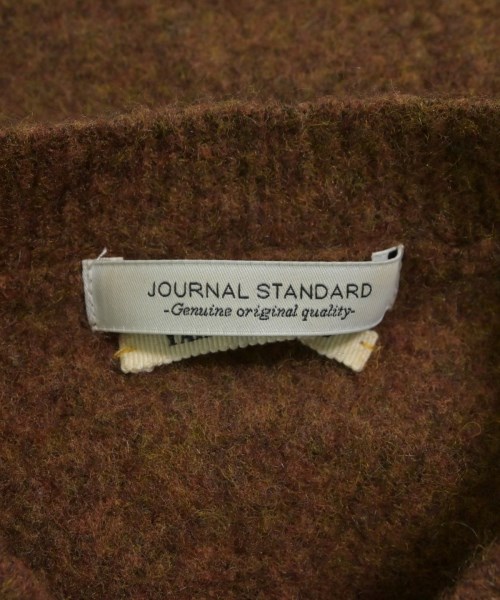 JOURNAL STANDARD
-Genuine original quality-